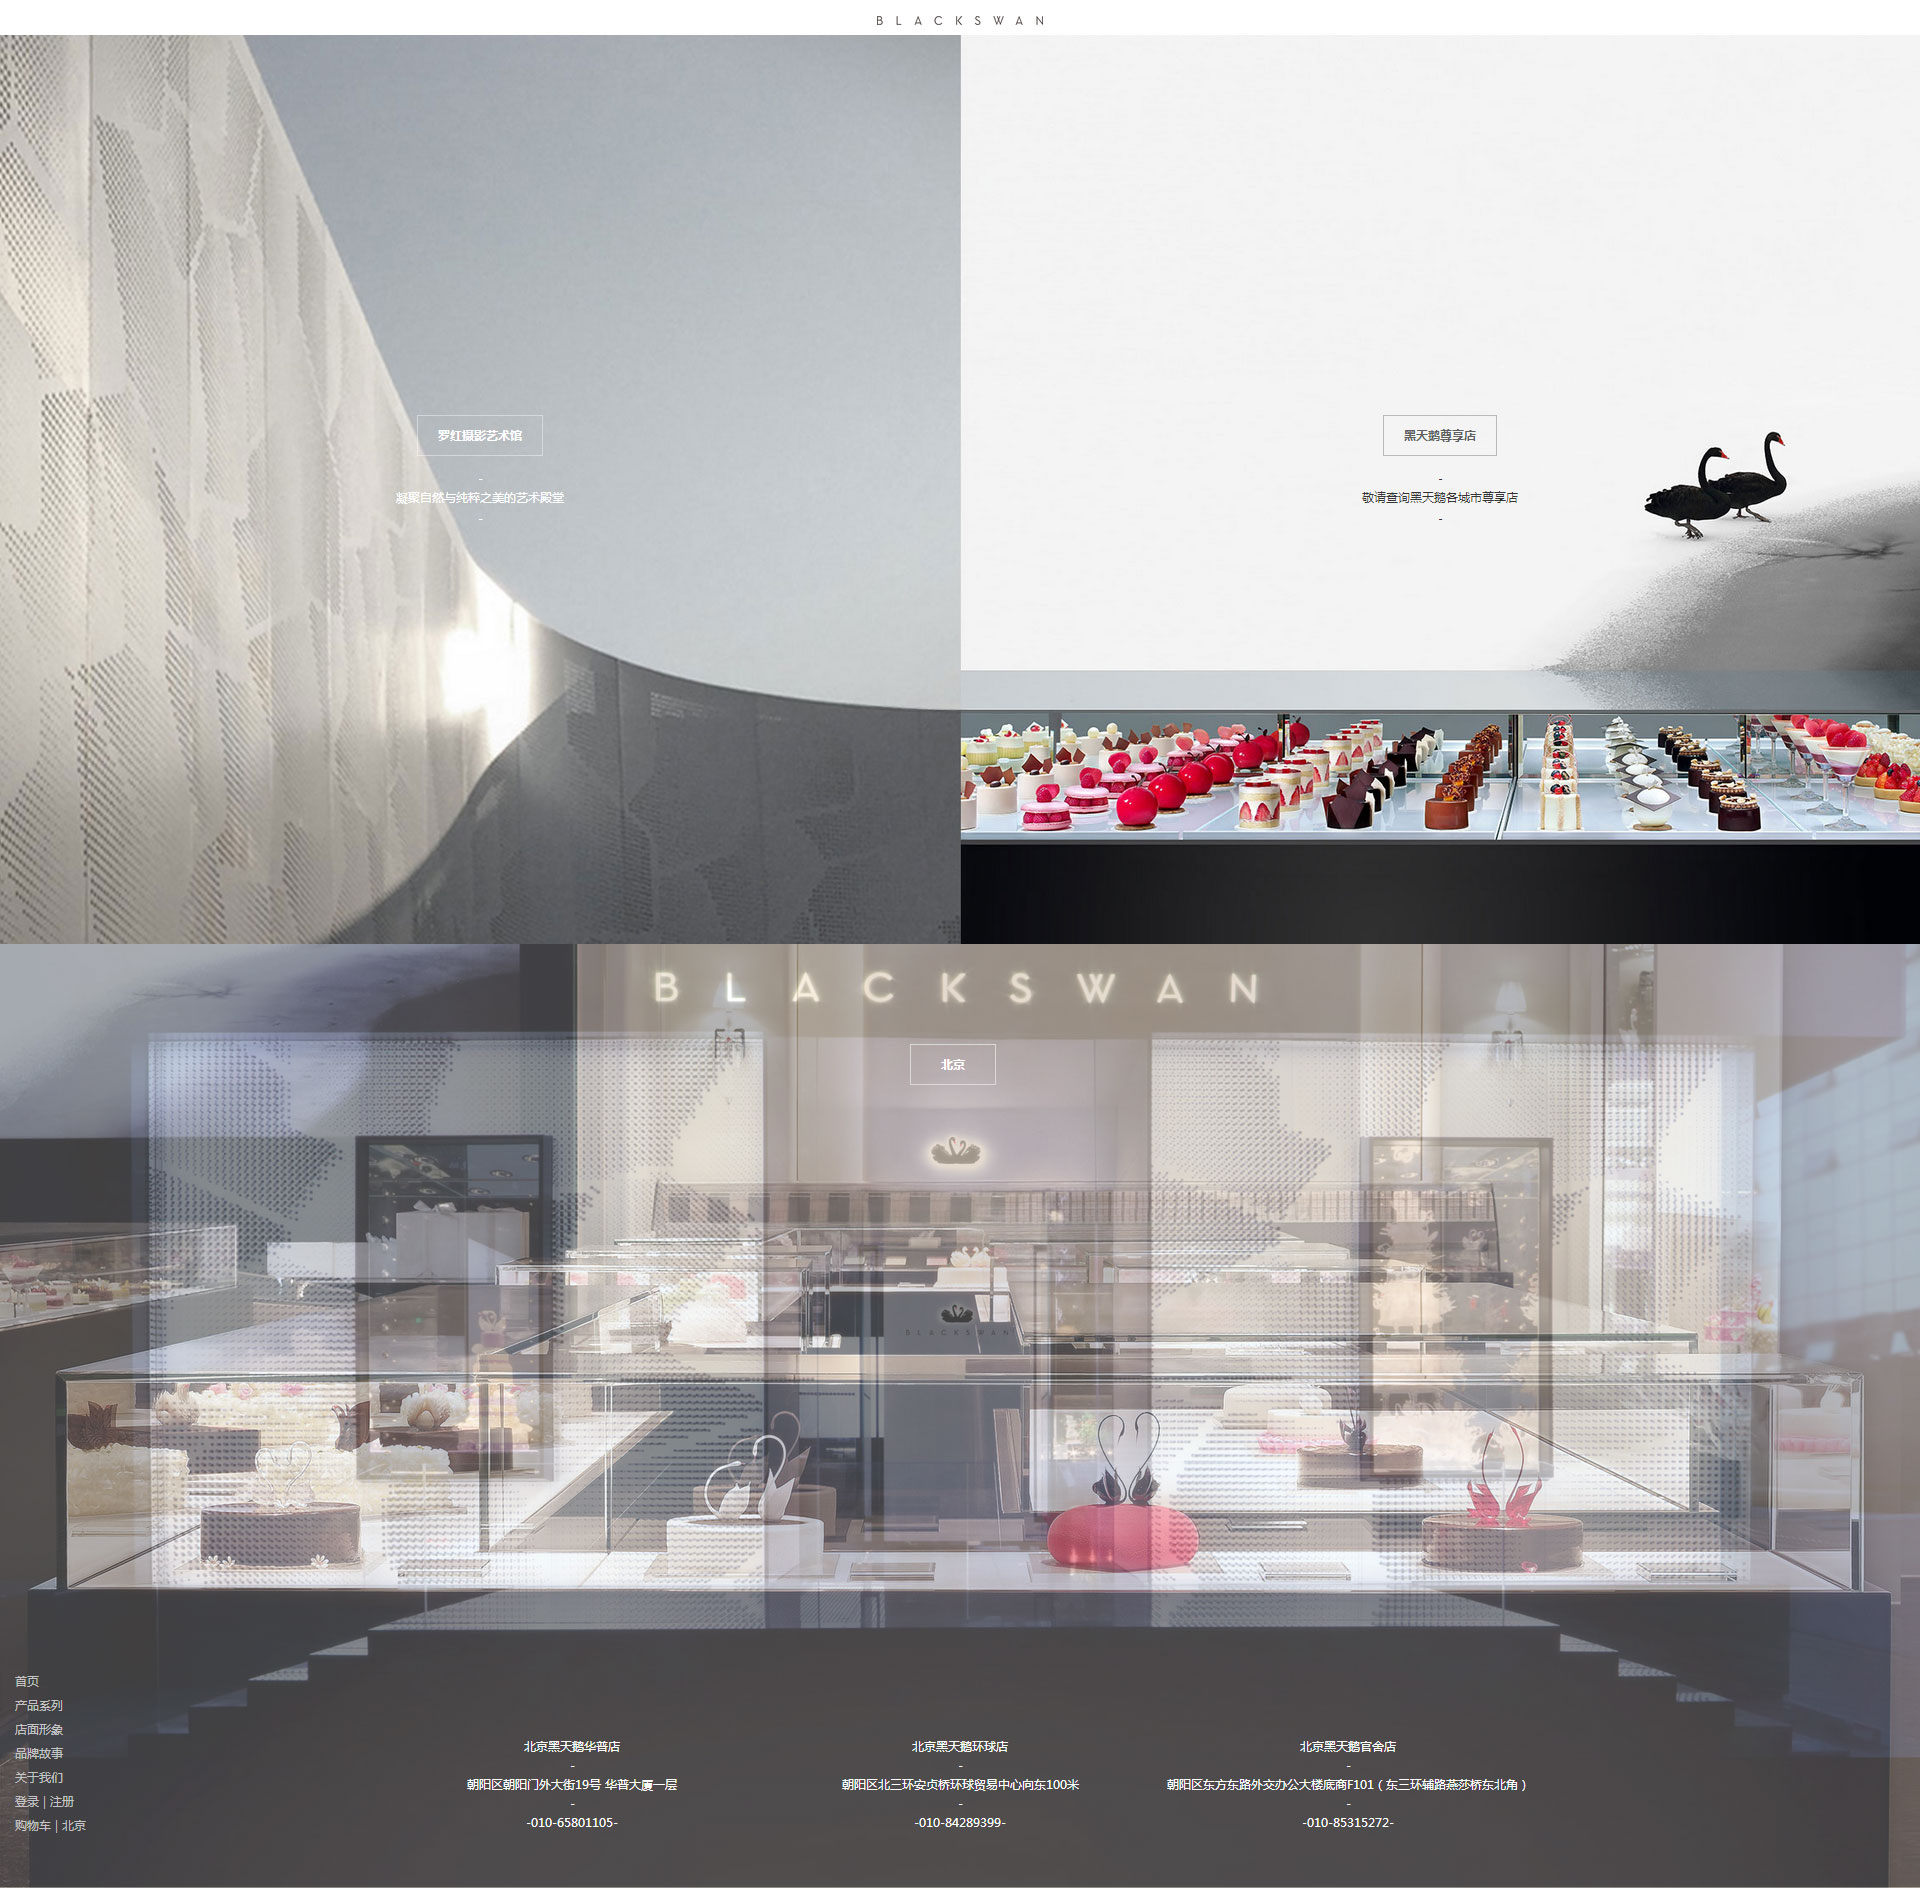 BLACKSWAN
罗红摄影艺术馆
-
凝聚自然与纯粹之美的艺术殿堂
-
黑天鹅尊享店
-
敬请查询黑天鹅各城市尊享店
-
BLACKSWAN
北京
BLACKSWAN
首页
产品系列
店面形象
品牌故事
关于我们
登录 | 注册
购物车 | 北京
北京黑天鹅华普店
-
朝阳区朝阳门外大街19号 华普大厦一层
-
-010-65801105-
北京黑天鹅环球店
-
朝阳区北三环安贞桥环球贸易中心向东100米
-
-010-84289399-
北京黑天鹅官舍店
-
朝阳区东方东路外交办公大楼底商F101（东三环辅路燕莎桥东北角）
-
-010-85315272-